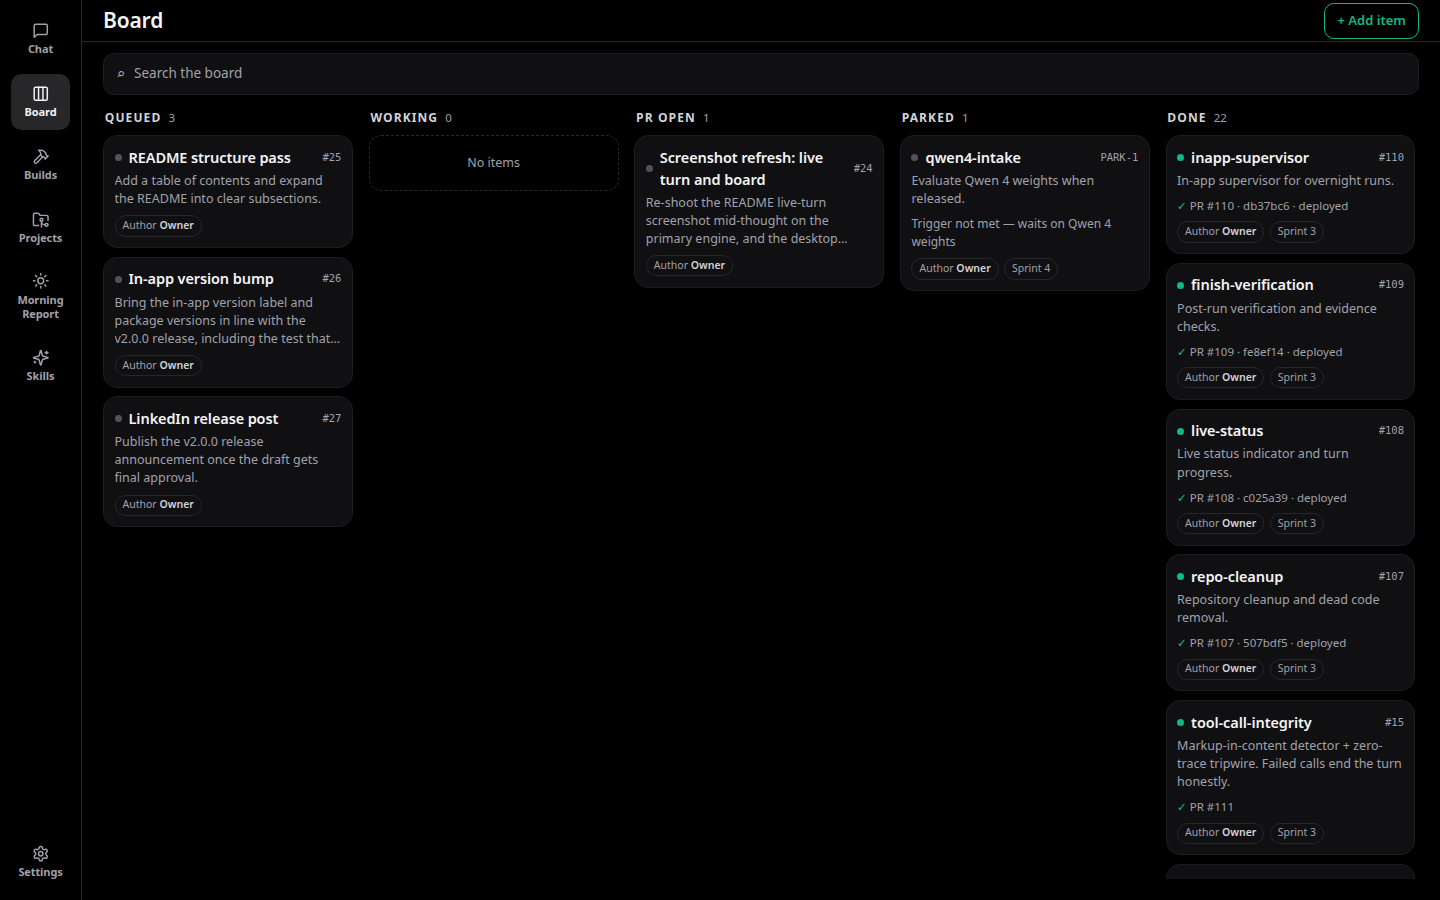 Chat
Board
Builds
Projects
Morning
Report
Skills
Settings
Board
+ Add item
Search the board
QUEUED 3
README structure pass #25
Add a table of contents and expand
the README into clear subsections.
Author Owner
In-app version bump #26
Bring the in-app version label and
package versions in line with the
v2.0.0 release, including the test that...
Author Owner
LinkedIn release post #27
Publish the v2.0.0 release
announcement once the draft gets
final approval.
Author Owner
WORKING 0
No items
PR OPEN 1
Screenshot refresh: live
turn and board
#24
Re-shoot the README live-turn
screenshot mid-thought on the
primary engine, and the desktop...
Author Owner
PARKED 1
qwen4-intake PARK-1
Evaluate Qwen 4 weights when
released.
Trigger not met — waits on Qwen 4
weights
Author Owner Sprint 4
DONE 22
inapp-supervisor #110
In-app supervisor for overnight runs.
✓ PR #110 · db37bc6 · deployed
Author Owner Sprint 3
finish-verification #109
Post-run verification and evidence
checks.
✓ PR #109 · fe8ef14 · deployed
Author Owner Sprint 3
live-status #108
Live status indicator and turn
progress.
✓ PR #108 · c025a39 · deployed
Author Owner Sprint 3
repo-cleanup #107
Repository cleanup and dead code
removal.
✓ PR #107 · 507bdf5 · deployed
Author Owner Sprint 3
tool-call-integrity #15
Markup-in-content detector + zero-
trace tripwire. Failed calls end the turn
honestly.
✓ PR #111
Author Owner Sprint 3